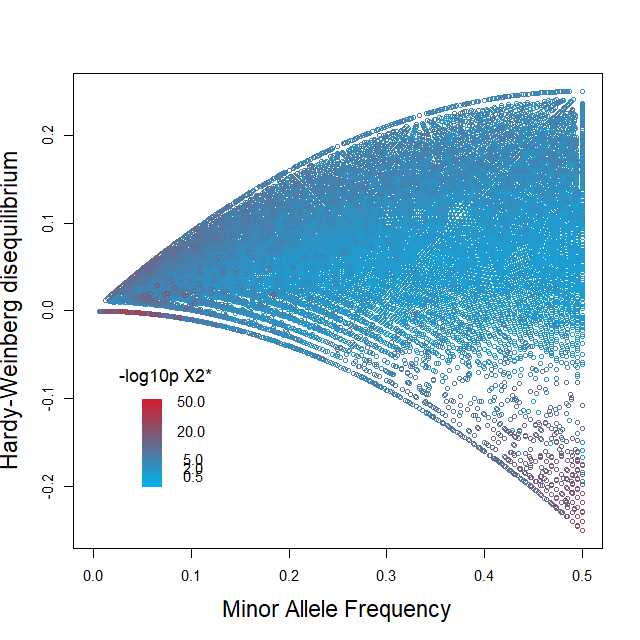 Hardy-Weinberg disequilibrium
0.2
0.1
0.0
-0.1
-0.2
-log10p X2*
50.0
20.0
5.0
2.0
0.5
0.0 0.1 0.2 0.3 0.4 0.5
Minor Allele Frequency